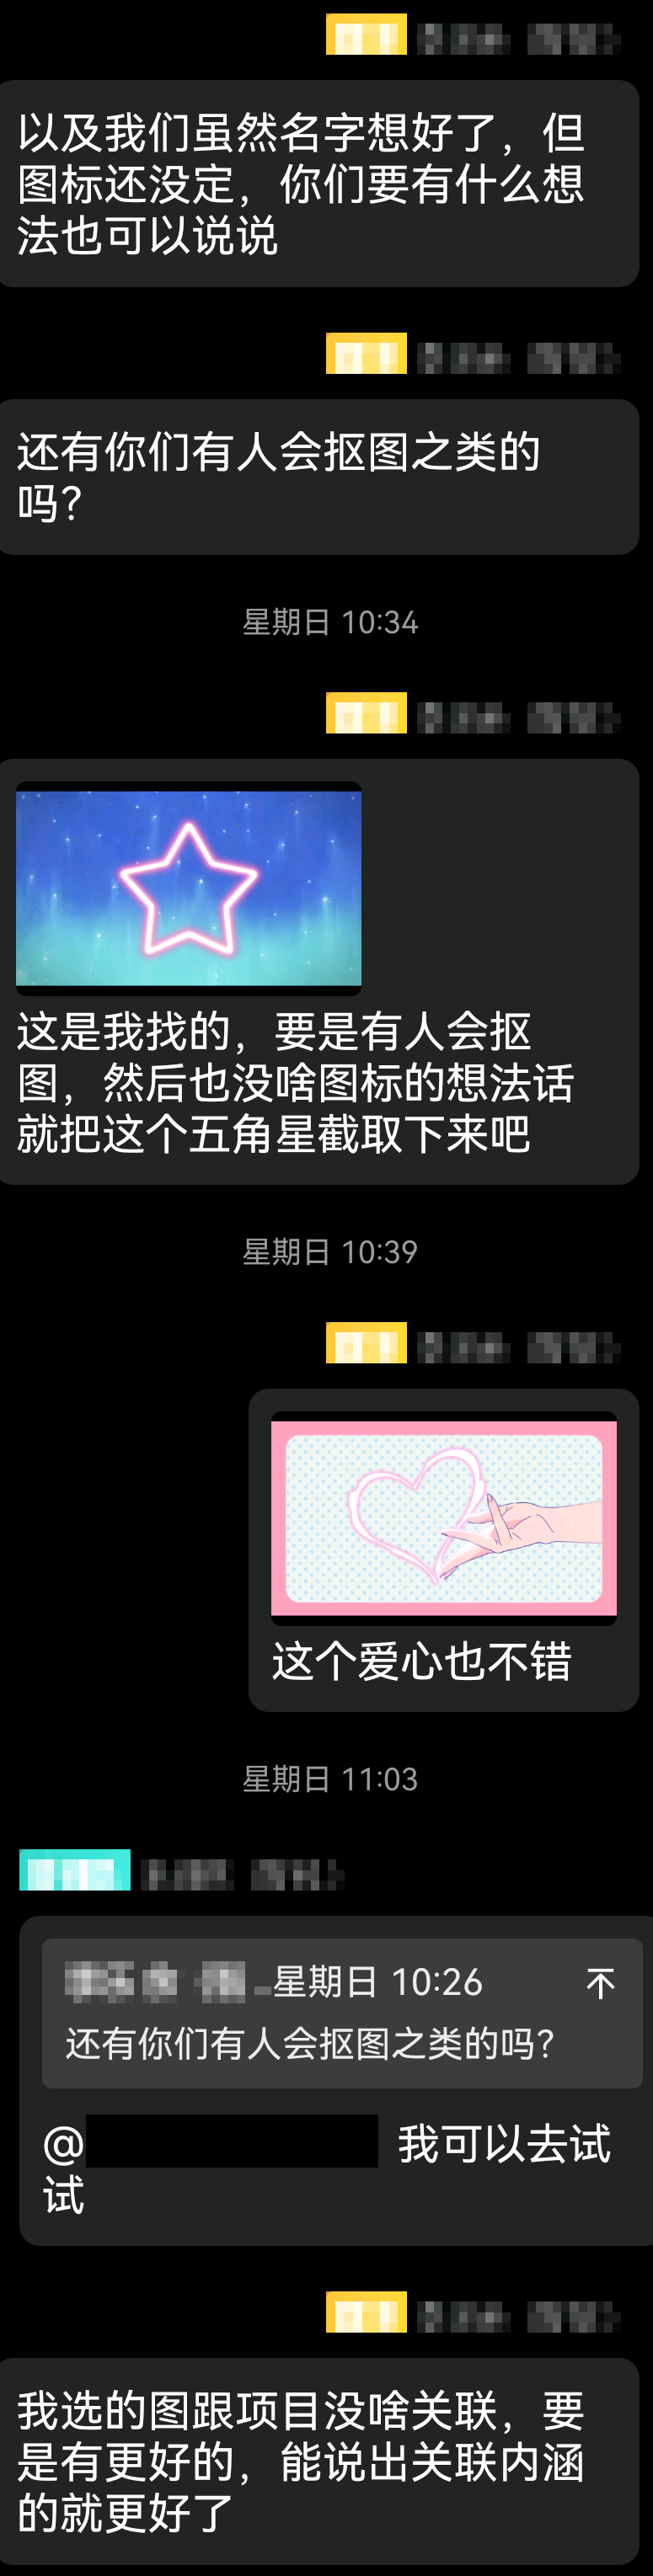 以及我们虽然名字想好了，但
图标还没定，你们要有什么想
法也可以说说
还有你们有人会抠图之类的
吗？
星期日 10:34
这是我找的，要是有人会抠
图，然后也没啥图标的想法话
就把这个五角星截取下来吧
星期日 10:39
这个爱心也不错
星期日 11:03
星期日 10:26
还有你们有人会抠图之类的吗？
@ 我可以去试
试
我选的图跟项目没啥关联，要
是有更好的，能说出关联内涵
的就更好了